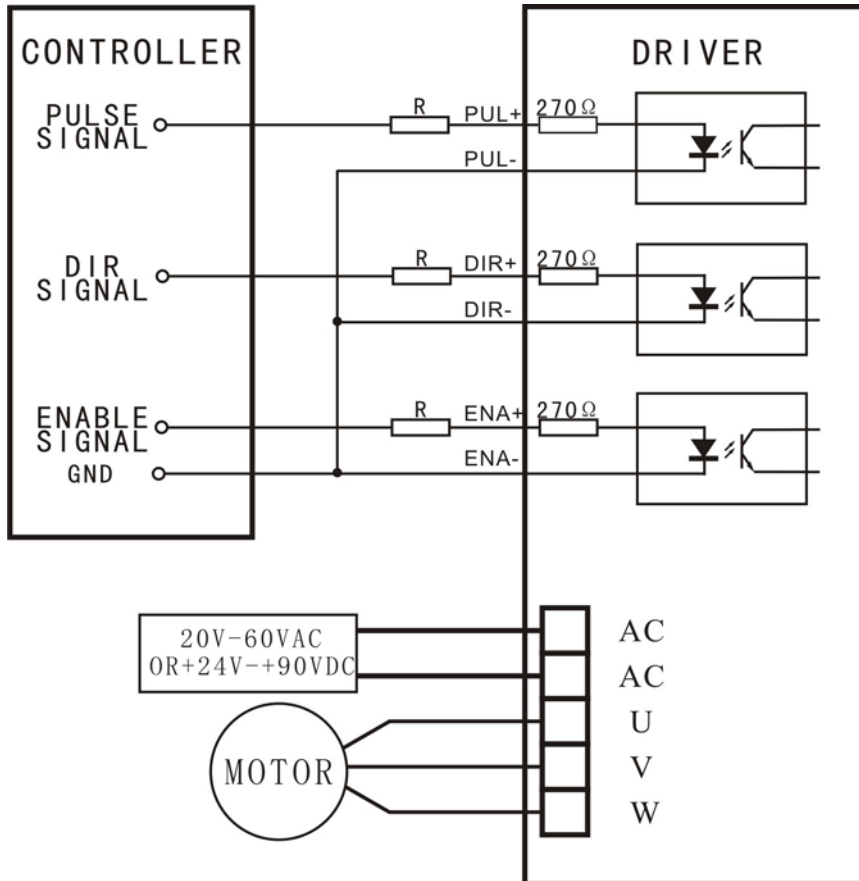 CONTROLLER
DRIVER
PULSE
SIGNAL
R
PUL+
270Ω
PUL-
DIR
SIGNAL
R
DIR+
270Ω
DIR-
ENABLE
SIGNAL
R
ENA+
270Ω
GND
ENA-
20V-60VAC
OR+24V-+90VDC
AC
AC
U
V
W
MOTOR